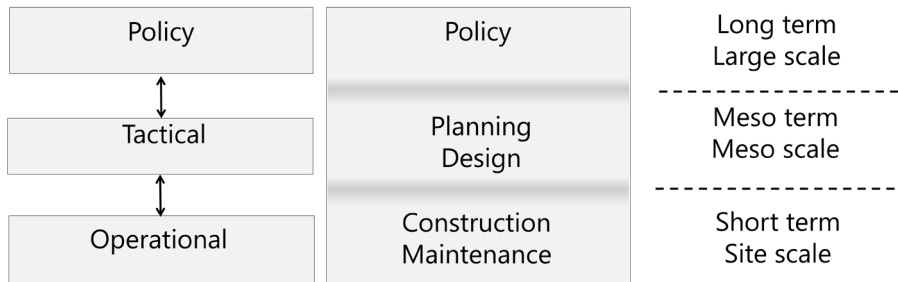 Policy
Tactical
Operational
Policy
Planning
Design
Construction
Maintenance
Long term
Large scale
Meso term
Meso scale
Short term
Site scale